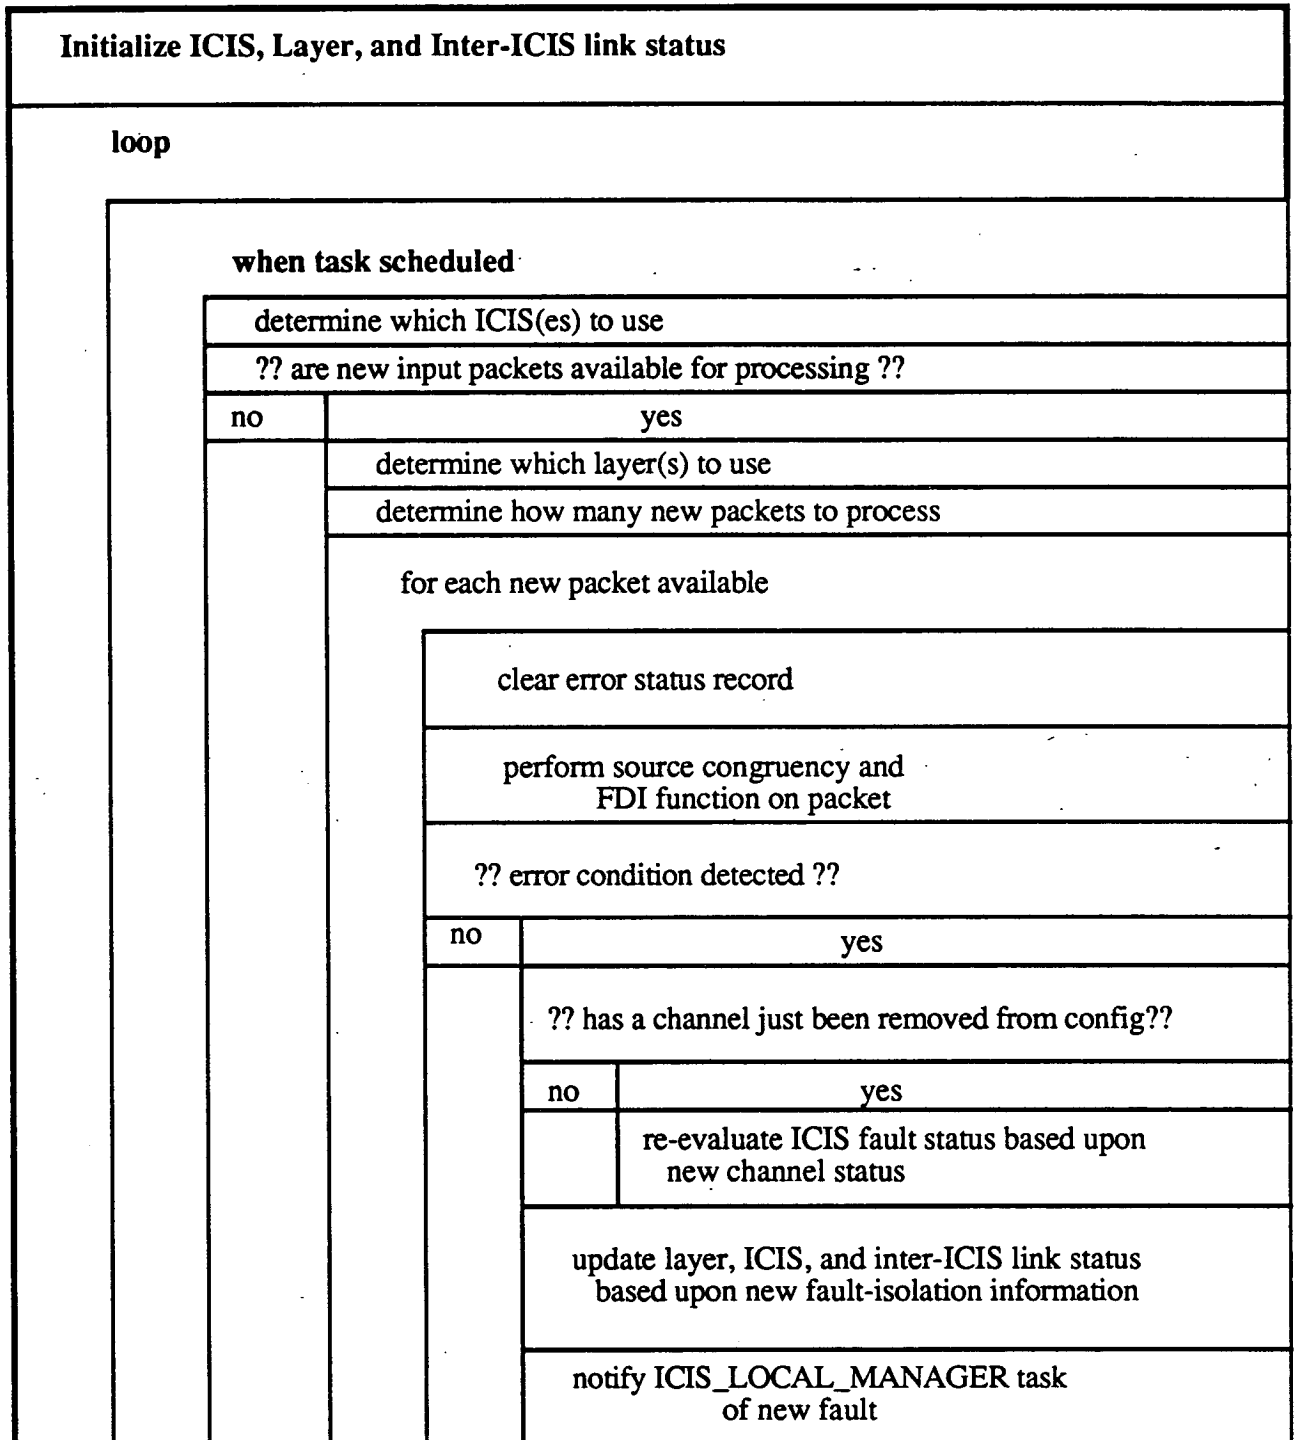 Initialize ICIS, Layer, and Inter-ICIS link status
loop
when task scheduled
determine which ICIS(es) to use
?? are new input packets available for processing ??
no yes
determine which layer(s) to use
determine how many new packets to process
for each new packet available
clear error status record
perform source congruency and
FDI function on packet
?? error condition detected ??
no yes
?? has a channel just been removed from config??
no yes
re-evaluate ICIS fault status based upon
new channel status
update layer, ICIS, and inter-ICIS link status
based upon new fault-isolation information
notify ICIS_LOCAL_MANAGER task
of new fault